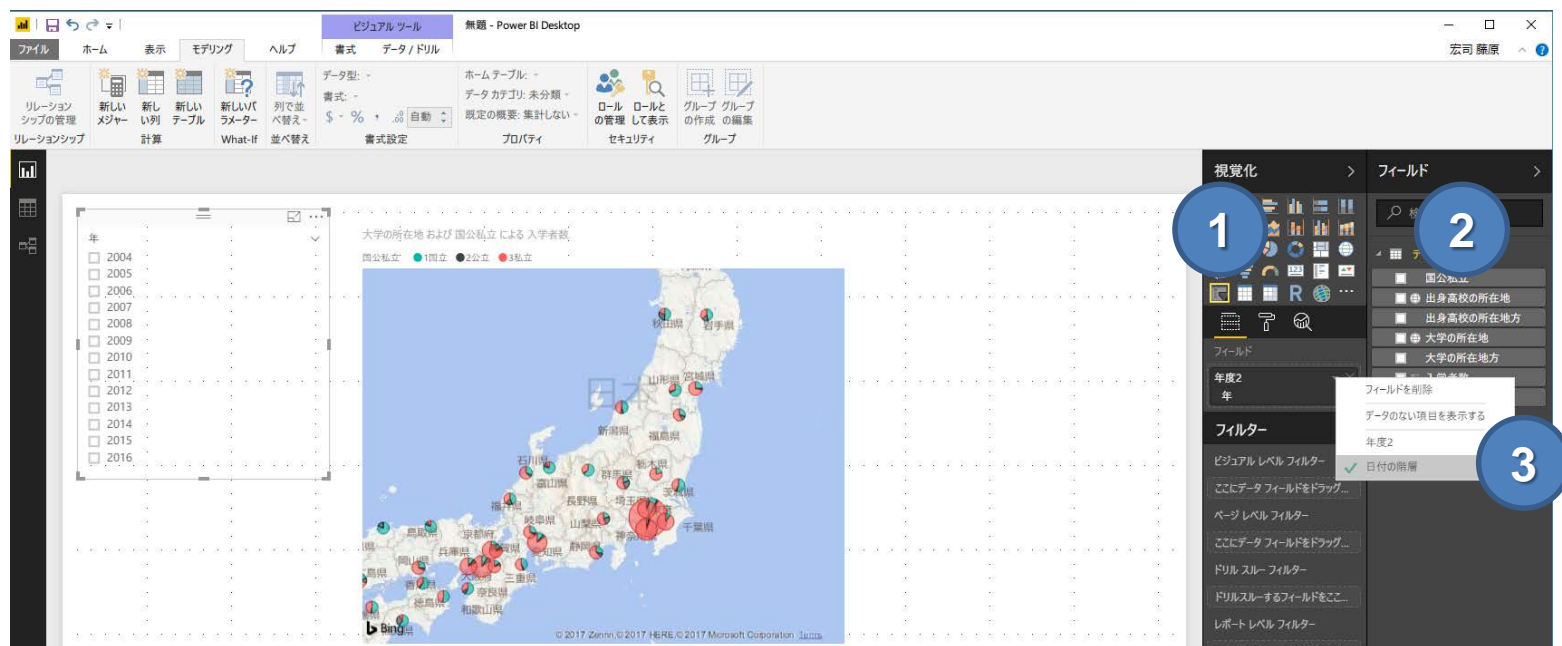 ビジュアル ツール
無題 - Power BI Desktop
ファイル ホーム 表示 モデリング ヘルプ 書式 データ / ドリル 宏司 藤原
リレーションシップの管理
新しいメジャー
新しい列
新しいテーブル
新しいパラメーター
列で並べ替え
データ型:
書式:
$ % , .00 自動
ホーム テーブル:
データ カテゴリ: 未分類
既定の概要: 集計しない
ロールの管理
ロールとして表示
グループの作成
グループの編集
リレーションシップ 計算 What-If 並べ替え 書式設定 プロパティ セキュリティ グループ
年
2004
2005
2006
2007
2008
2009
2010
2011
2012
2013
2014
2015
2016
大学の所在地 および 国公私立 による 入学者数
国公私立 1国立 2公立 3私立
秋田県 岩手県
山形県 宮城県
日本
新潟県 福島県
石川県 栃木県
群馬県
富山県 茨城県
長野県 埼玉
福井県
岐阜県 山梨県 千葉県
鳥取県 京都府 神奈川県
兵庫県 愛知県 静岡県
岡山県
三重県
奈良県
徳島県 和歌山県
Bing
© 2017 Zenrin © 2017 HERE © 2017 Microsoft Corporation Terms
視覚化
フィールド
1
2
123
R
国公私立
出身高校の所在地
出身高校の所在地方
大学の所在地
大学の所在地方
入学者数
フィールド
年度2
年
フィールドを削除
データのない項目を表示する
年度2
日付の階層
3
フィルター
ビジュアル レベル フィルター
ここにデータ フィールドをドラッグ...
ページ レベル フィルター
ここにデータ フィールドをドラッグ...
ドリル スルー フィルター
ドリルスルーするフィールドをここ...
レポート レベル フィルター